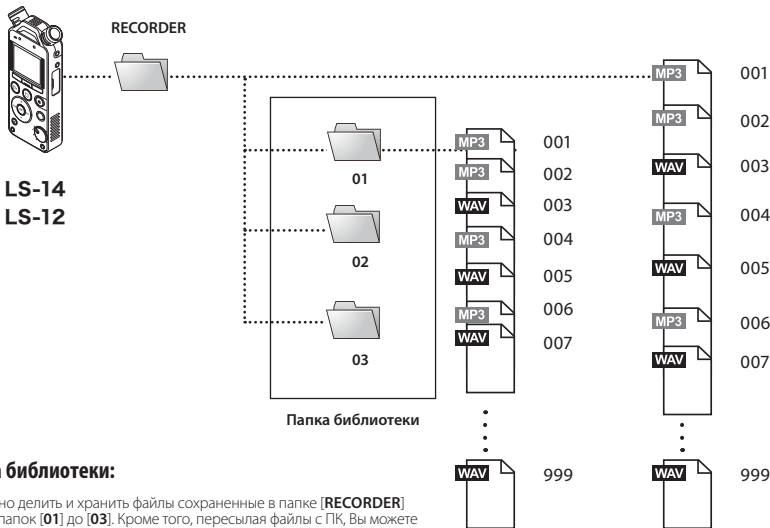 RECORDER
LS-14
LS-12
01
02
03
Папка библиотеки
MP3 001
MP3 002
WAV 003
MP3 004
WAV 005
MP3 006
WAV 007
WAV 999
MP3 001
MP3 002
WAV 003
MP3 004
WAV 005
MP3 006
WAV 007
WAV 999
библиотеки:
делить и хранить файлы сохраненные в папке [RECORDER]
папок [01] до [03]. Кроме того, пересылая файлы с ПК, Вы можете